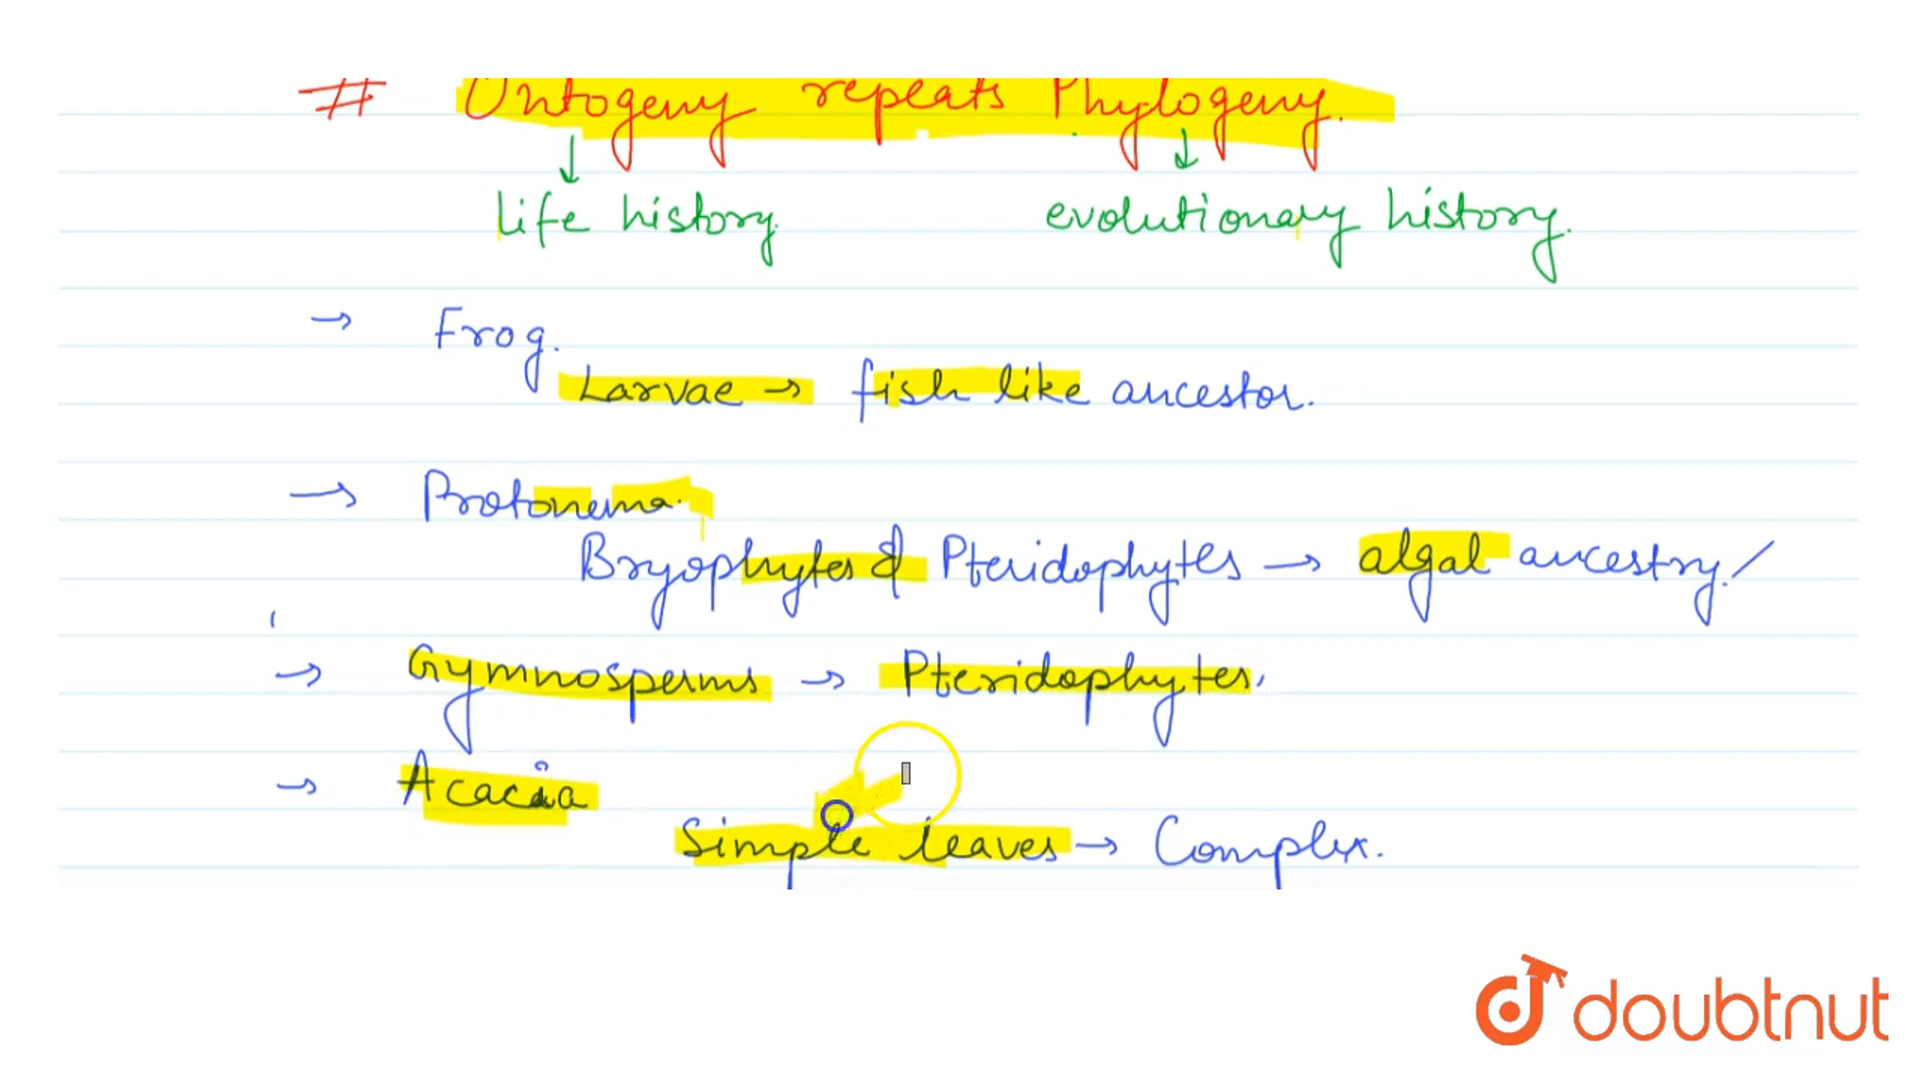 # Ontogeny repeats Phylogeny.
↓ ↓
life history. evolutionary history.
→ Frog.
Larvae → fish like ancestor.
→ Protonema.
Bryophytes & Pteridophytes → algal ancestry.
→ Gymnosperms → Pteridophytes,
→ Acacia
Simple leaves → Complex.
doubtnut